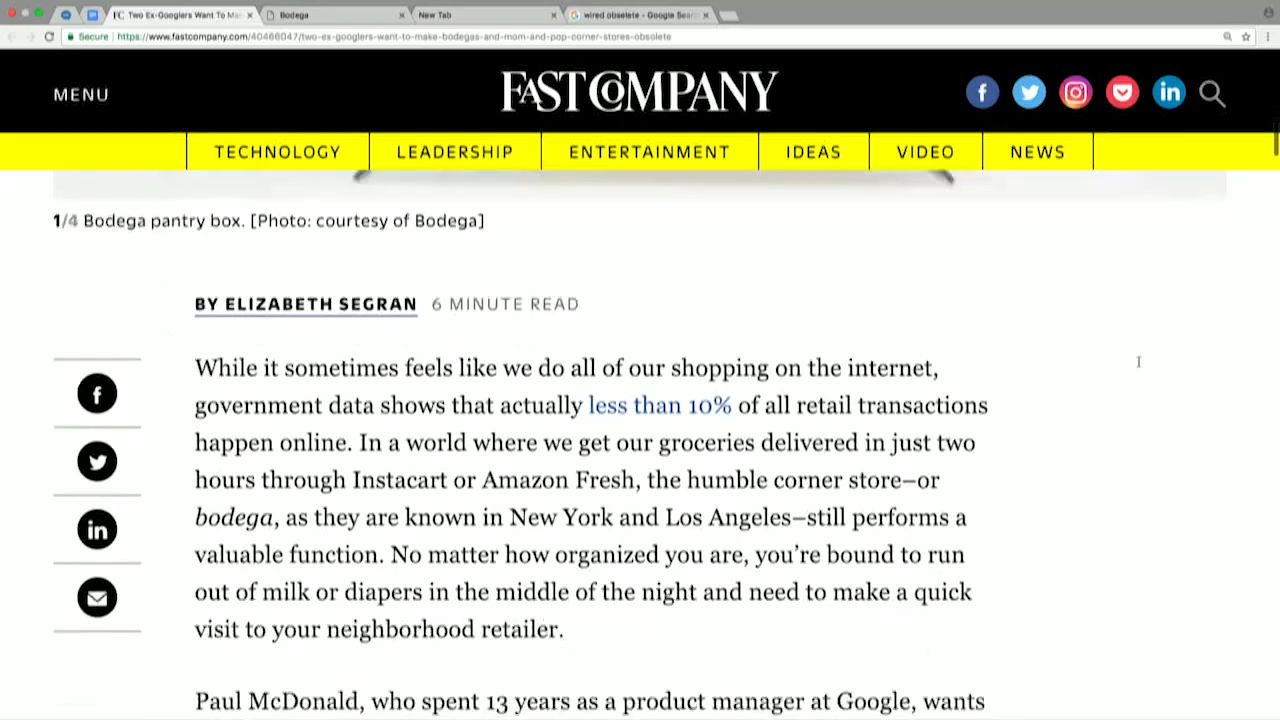 FC Two Ex-Googlers Want To Ma
Bodega
New Tab
wired obselete - Google Sear
Secure | https://www.fastcompany.com/40466047/two-ex-googlers-want-to-make-bodegas-and-mom-and-pop-corner-stores-obsolete
MENU
FAST COMPANY
TECHNOLOGY
LEADERSHIP
ENTERTAINMENT
IDEAS
VIDEO
NEWS
1/4 Bodega pantry box. [Photo: courtesy of Bodega]
BY ELIZABETH SEGRAN 6 MINUTE READ
While it sometimes feels like we do all of our shopping on the internet,
government data shows that actually less than 10% of all retail transactions
happen online. In a world where we get our groceries delivered in just two
hours through Instacart or Amazon Fresh, the humble corner store–or
bodega, as they are known in New York and Los Angeles–still performs a
valuable function. No matter how organized you are, you’re bound to run
out of milk or diapers in the middle of the night and need to make a quick
visit to your neighborhood retailer.
Paul McDonald, who spent 13 years as a product manager at Google, wants